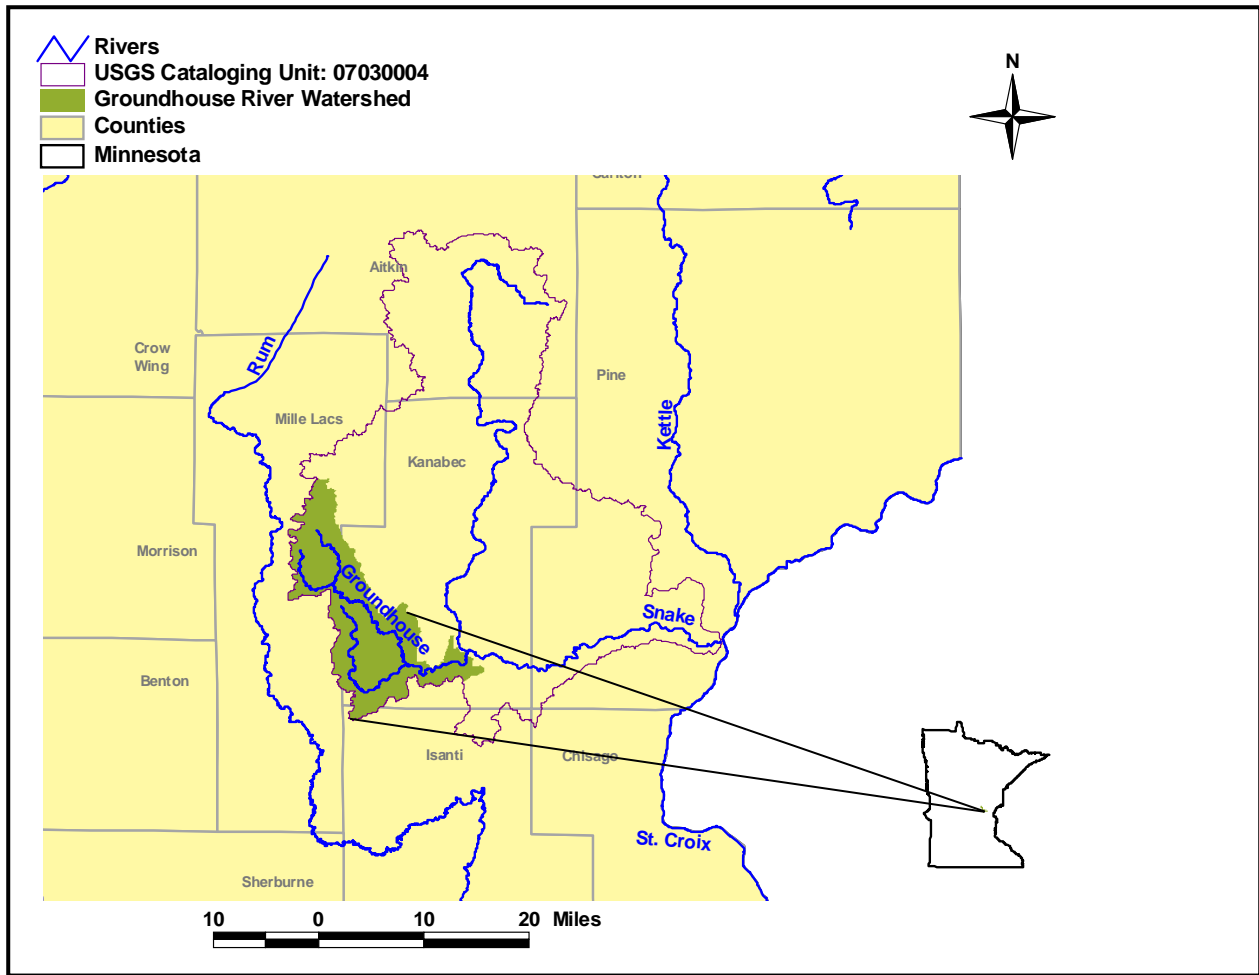 Rivers
USGS Cataloging Unit: 07030004
Groundhouse River Watershed
Counties
Minnesota
N
Carlton
Aitkin
Crow
Wing
Rum
Pine
Mille Lacs
Kettle
Kanabec
Morrison
Groundhouse
Snake
Benton
Isanti
Chisago
St. Croix
Sherburne
10 0 10 20 Miles